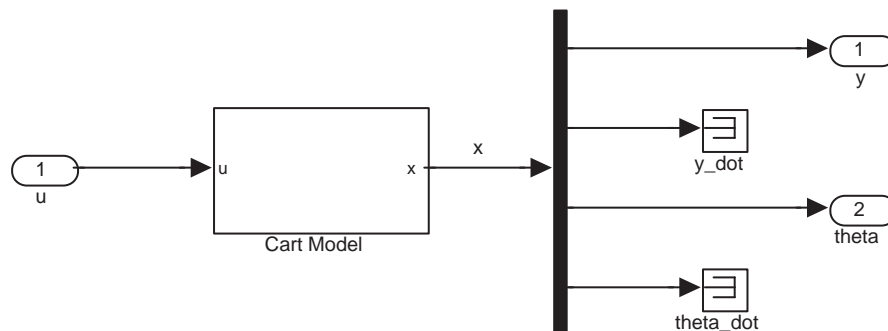 1
u
u
x
Cart Model
x
1
y
y_dot
2
theta
theta_dot